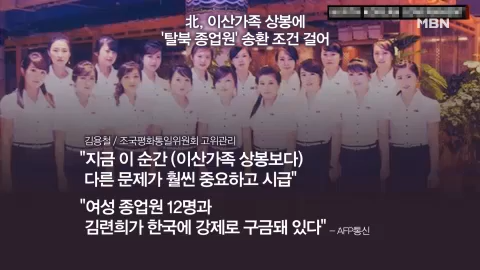 MBN
北, 이산가족 상봉에
'탈북 종업원' 송환 조건 걸어
김용철 / 조국평화통일위원회 고위관리
"지금 이 순간 (이산가족 상봉보다)
다른 문제가 훨씬 중요하고 시급"
"여성 종업원 12명과
김련희가 한국에 강제로 구금돼 있다" - AFP통신